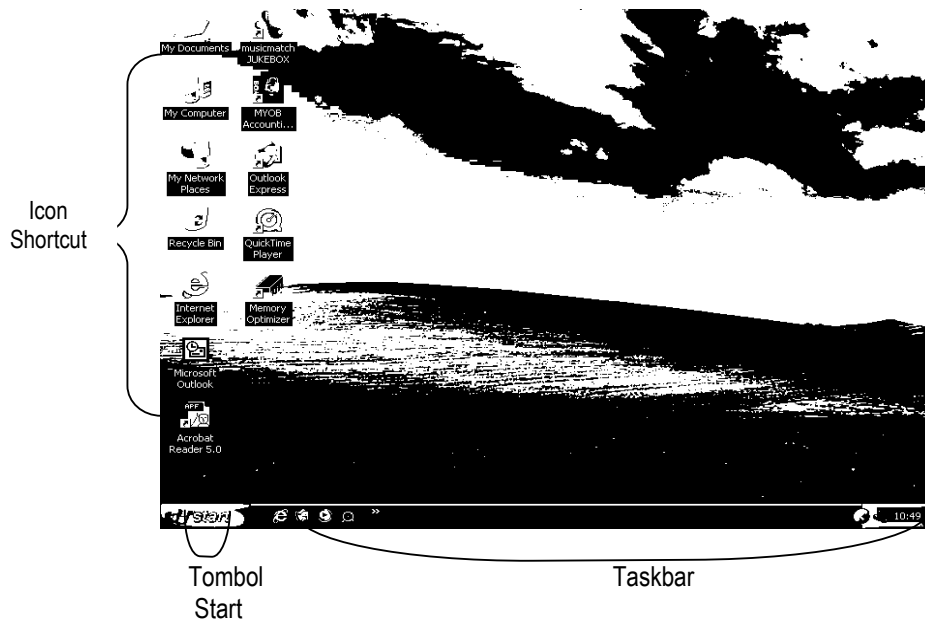 My Documents
musicmatch
JUKEBOX
My Computer
MYOB
Accounti...
My Network
Places
Outlook
Express
Icon
Shortcut
Recycle Bin
QuickTime
Player
Internet
Explorer
Memory
Optimizer
Microsoft
Outlook
Acrobat
Reader 5.0
start
»
10:49
Tombol
Start
Taskbar